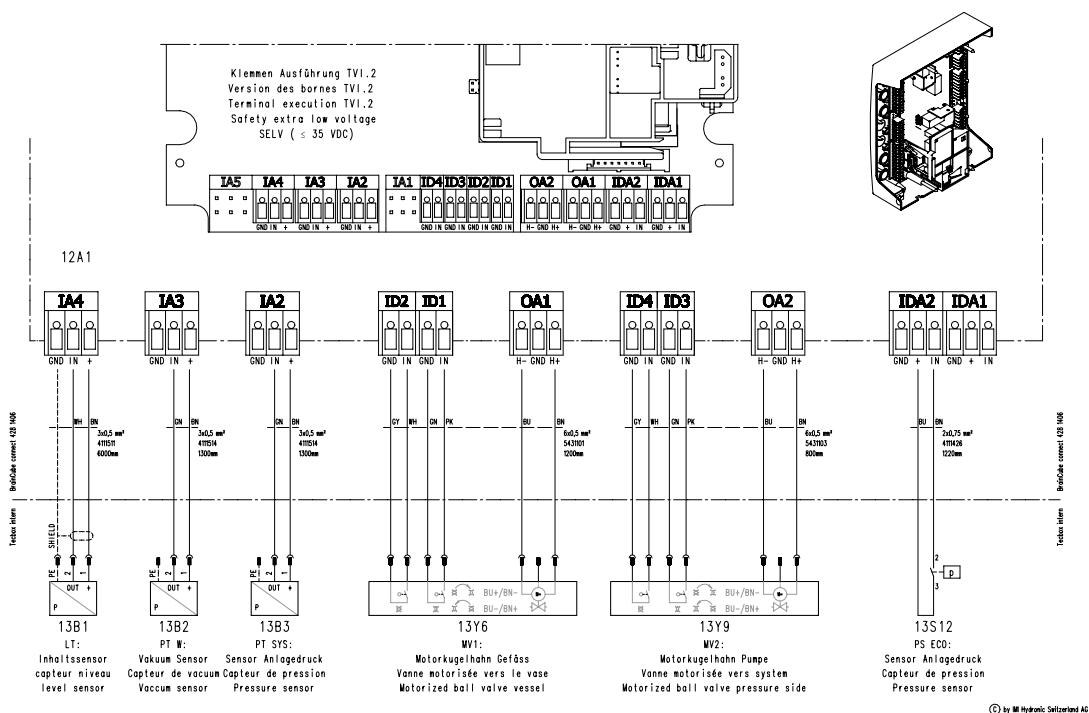 Klemmen Ausführung TV1.2
Version des bornes TV1.2
Terminal execution TV1.2
Safety extra low voltage
SELV ( ≤ 35 VDC)
IA5 IA4 IA3 IA2 IA1 ID4 ID3 ID2 ID1 OA2 OA1 IDA2 IDA1
GND IN + GND IN + GND IN + GND IN GND IN GND IN GND IN H- GND H+ H- GND H+ GND + IN GND + IN
12A1
IA4 IA3 IA2 ID2 ID1 OA1 ID4 ID3 OA2 IDA2 IDA1
GND IN + GND IN + GND IN + GND IN GND IN H- GND H+ GND IN GND IN H- GND H+ GND + IN GND + IN
WH BN GN BN GN BN GY WH GN PK BU BN GY WH GN PK BU BN BU BN
3x0,5 mm² 3x0,5 mm² 3x0,5 mm² 6x0,5 mm² 6x0,5 mm² 2x0,75 mm²
4111511 4111514 4111514 5431101 5431103 4111426
6000mm 1300mm 1300mm 1200mm 800mm 1220mm
BrainCube connect 428 1406
BrainCube connect 428 1406
Tecbox intern
Tecbox intern
SHIELD
PE 2 1 PE 2 1 PE 2 1
2
P
3
OUT + OUT + OUT +
M M
BU+/BN- BU+/BN-
BU-/BN+ BU-/BN+
P P P
13B1 13B2 13B3 13Y6 13Y9 13S12
LT: PT W: PT SYS: MV1: MV2: PS ECO:
Inhaltssensor Vakuum Sensor Sensor Anlagedruck Motorkugelhahn Gefäss Motorkugelhahn Pumpe Sensor Anlagedruck
capteur niveau Capteur de vacuum Capteur de pression Vanne motorisée vers le vase Vanne motorisée vers system Capteur de pression
level sensor Vaccum sensor Pressure sensor Motorized ball valve vessel Motorized ball valve pressure side Pressure sensor
(C) by IMI Hydronic Switzerland AG